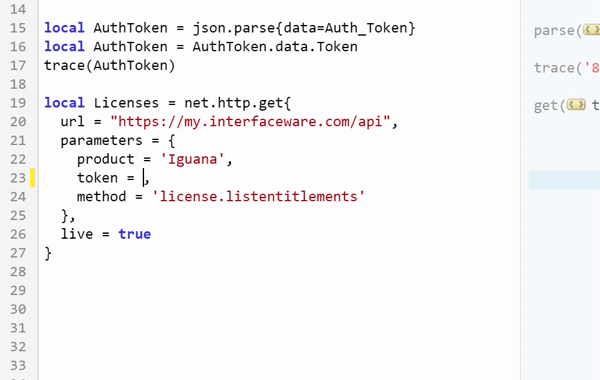 14
15 local AuthToken = json.parse{data=Auth_Token}
16 local AuthToken = AuthToken.data.Token
17 trace(AuthToken)
18
19 local Licenses = net.http.get{
20 url = "https://my.interfaceware.com/api",
21 parameters = {
22 product = 'Iguana',
23 token = ,
24 method = 'license.listentitlements'
25 },
26 live = true
27 }
28
29
30
31
32
33
parse(
trace('8
get( t